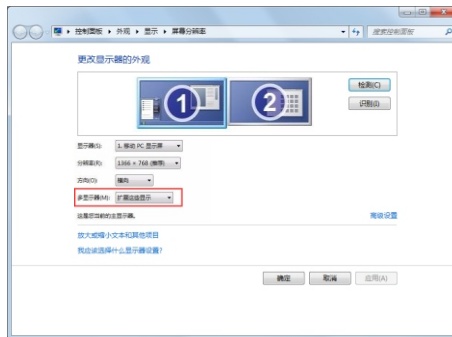 控制面板 ▸ 外观 ▸ 显示 ▸ 屏幕分辨率
搜索控制面板
更改显示器的外观
1
2
检测(C)
识别(I)
显示器(S): 1. 移动 PC 显示屏
分辨率(R): 1366 × 768 (推荐)
方向(O): 横向
多显示器(M): 扩展这些显示
这是您当前的主显示器。
高级设置
放大或缩小文本和其他项目
我应该选择什么显示器设置?
确定
取消
应用(A)